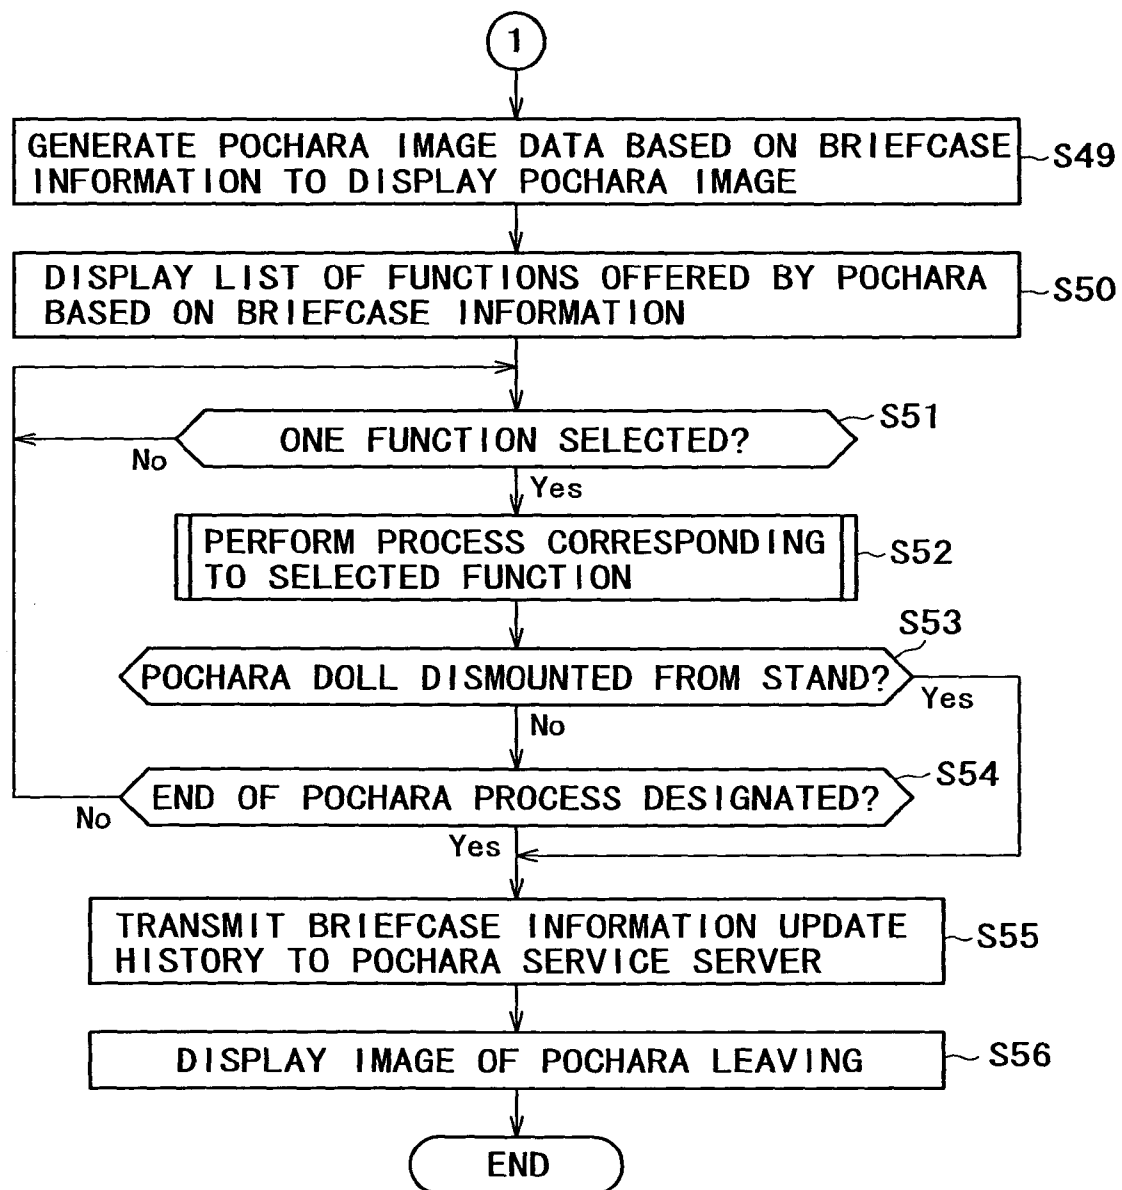 1
GENERATE POCHARA IMAGE DATA BASED ON BRIEFCASE
INFORMATION TO DISPLAY POCHARA IMAGE
S49
DISPLAY LIST OF FUNCTIONS OFFERED BY POCHARA
BASED ON BRIEFCASE INFORMATION
S50
ONE FUNCTION SELECTED?
S51
No
Yes
PERFORM PROCESS CORRESPONDING
TO SELECTED FUNCTION
S52
S53
POCHARA DOLL DISMOUNTED FROM STAND?
Yes
No
END OF POCHARA PROCESS DESIGNATED?
S54
No
Yes
TRANSMIT BRIEFCASE INFORMATION UPDATE
HISTORY TO POCHARA SERVICE SERVER
S55
DISPLAY IMAGE OF POCHARA LEAVING
S56
END